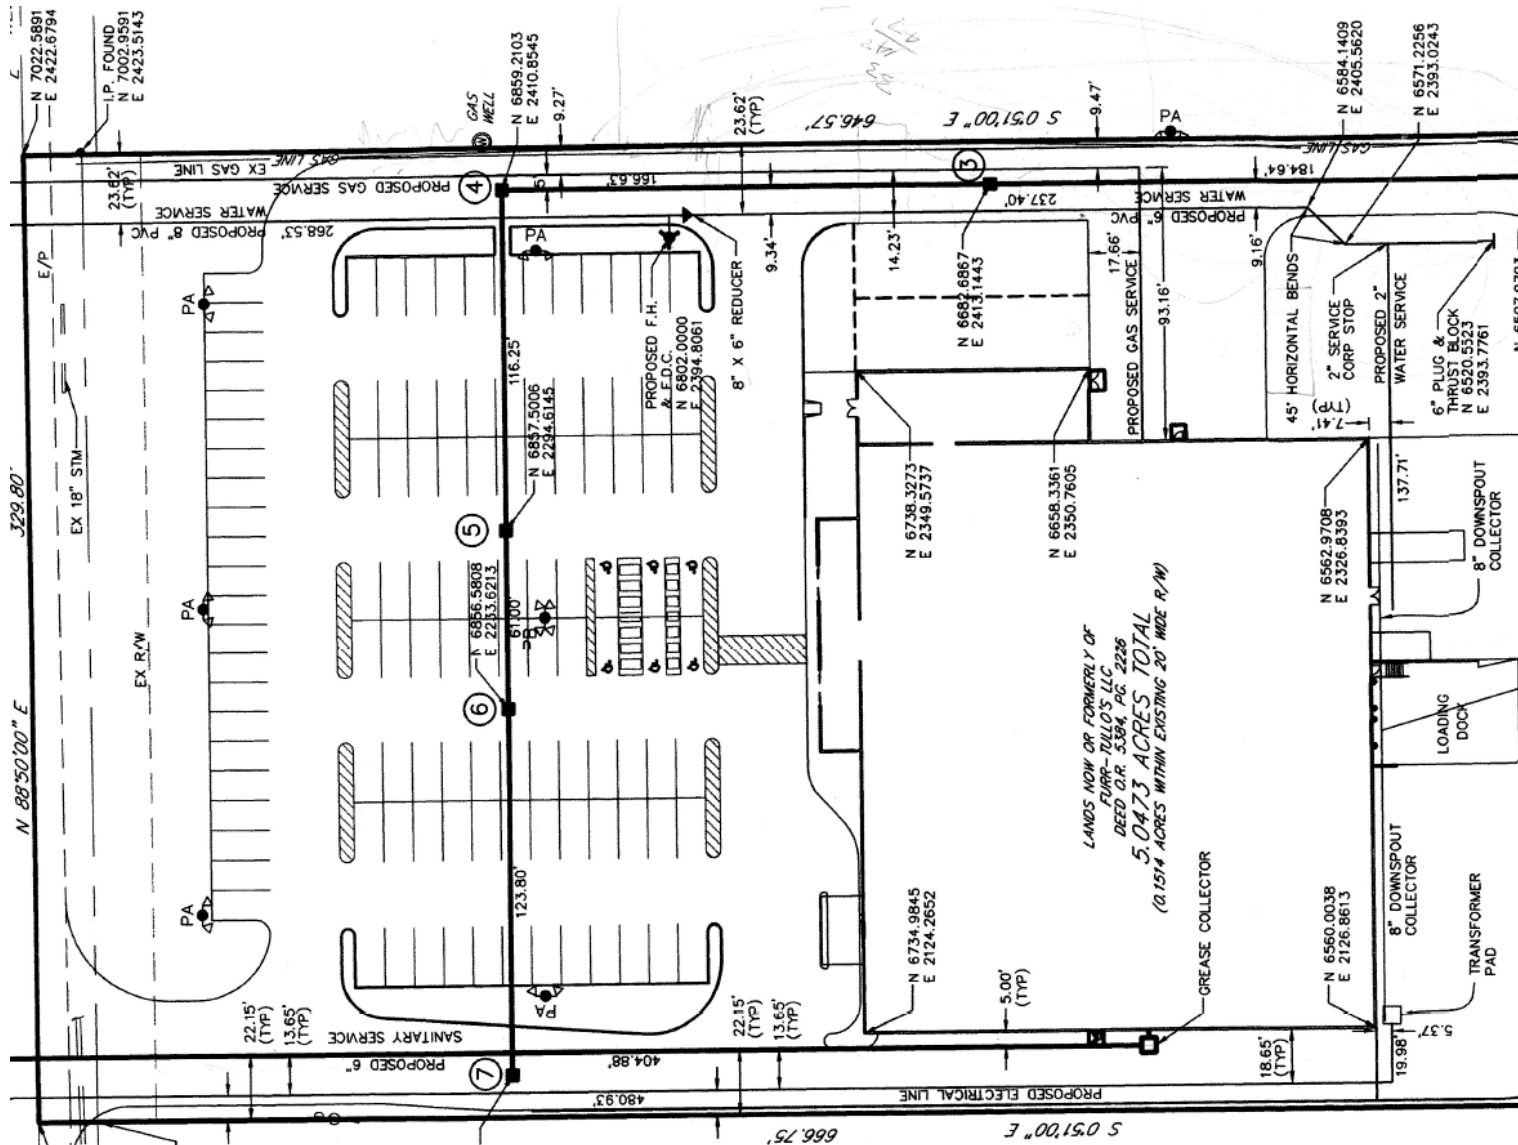 N 7022.5891
E 2422.6794
I.P. FOUND
N 7002.9591
E 2423.5143
329.80'
N 88°50'00" E
23.62'
(TYP)
E/P
EX 18" STM
EX R/W
GAS LINE
EX GAS LINE
PROPOSED GAS SERVICE
WATER SERVICE
PROPOSED 8" PVC
268.53'
GAS
WELL
W
N 6859.2103
E 2410.8545
9.27'
4
5'
166.63'
23.62'
(TYP)
646.57'
S 0°51'00" E
3
9.47'
PA
GAS LINE
184.64'
237.40'
WATER SERVICE
PROPOSED 6" PVC
N 6584.1409
E 2405.5620
N 6571.2256
E 2393.0243
PA
PA
PA
PA
116.25'
N 6857.5006
E 2294.6145
5
PROPOSED F.H.
& F.D.C.
N 6802.0000
E 2394.8061
8" X 6" REDUCER
9.34'
14.23'
N 6682.6867
E 2413.1443
17.66'
PROPOSED GAS SERVICE
93.16'
9.16'
45° HORIZONTAL BENDS
2" SERVICE
CORP STOP
PROPOSED 2"
WATER SERVICE
6" PLUG &
THRUST BLOCK
N 6520.5523
E 2393.7761
7.41'
(TYP)
137.71'
8" DOWNSPOUT
COLLECTOR
N 6738.3273
E 2349.5737
N 6658.3361
E 2350.7605
N 6562.9708
E 2326.8393
N 6856.5808
E 2233.6213
61.00'
6
LANDS NOW OR FORMERLY OF
FURR-TULLO'S LLC
DEED O.R. 5384, PG. 2226
5.0473 ACRES TOTAL
(0.1514 ACRES WITHIN EXISTING 20' WIDE R/W)
LOADING
DOCK
123.80'
PA
N 6734.9845
E 2124.2652
GREASE COLLECTOR
N 6560.0038
E 2126.8613
8" DOWNSPOUT
COLLECTOR
TRANSFORMER
PAD
5.00'
(TYP)
22.15'
(TYP)
13.65'
(TYP)
SANITARY SERVICE
PROPOSED 6"
404.88'
7
480.93'
22.15'
(TYP)
13.65'
(TYP)
PROPOSED ELECTRICAL LINE
18.65'
(TYP)
19.98'
5.37'
666.75'
S 0°51'00" E